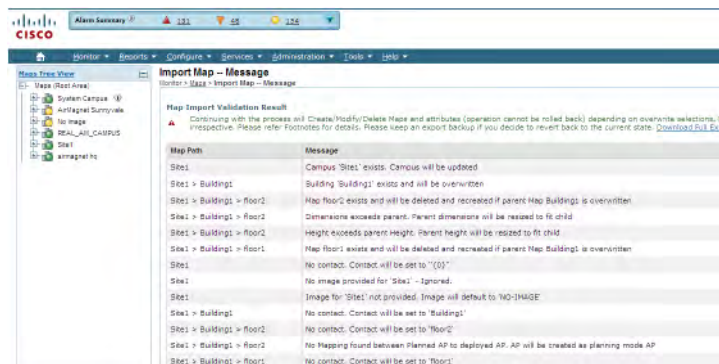 cisco
Alarm Summary 131 68 136
Monitor Reports Configure Services Administration Tools Help
Maps Tree View
Maps (Root Area)
System Campus
AirMagnet Sunnyvale
No Image
REAL_AM_CAMPUS
Site1
airmagnet hq
Import Map -- Message
Monitor > Maps > Import Map -- Message
Map Import Validation Result
Continuing with the process will Create/Modify/Delete Maps and attributes (operation cannot be rolled back) depending on overwrite selections.
irrespective. Please refer Footnotes for details. Please keep an export backup if you decide to revert back to the current state. Download Full Ex
Map Path Message
Site1 Campus 'Site1' exists. Campus will be updated
Site1 > Building1 Building 'Building1' exists and will be overwritten
Site1 > Building1 > floor2 Map floor2 exists and will be deleted and recreated if parent Map Building1 is overwritten
Site1 > Building1 > floor2 Dimensions exceeds parent. Parent dimensions will be resized to fit child
Site1 > Building1 > floor2 Height exceeds parent Height. Parent height will be resized to fit child
Site1 > Building1 > floor1 Map floor1 exists and will be deleted and recreated if parent Map Building1 is overwritten
Site1 No contact. Contact will be set to "{0}"
Site1 No image provided for 'Site1' - Ignored.
Site1 Image for 'Site1' not provided. Image will default to 'NO-IMAGE'
Site1 > Building1 No contact. Contact will be set to 'Building1'
Site1 > Building1 > floor2 No contact. Contact will be set to 'floor2'
Site1 > Building1 > floor2 No Mapping found between Planned AP to deployed AP. AP will be created as planning mode AP
Site1 > Building1 > floor1 No contact. Contact will be set to 'floor1'